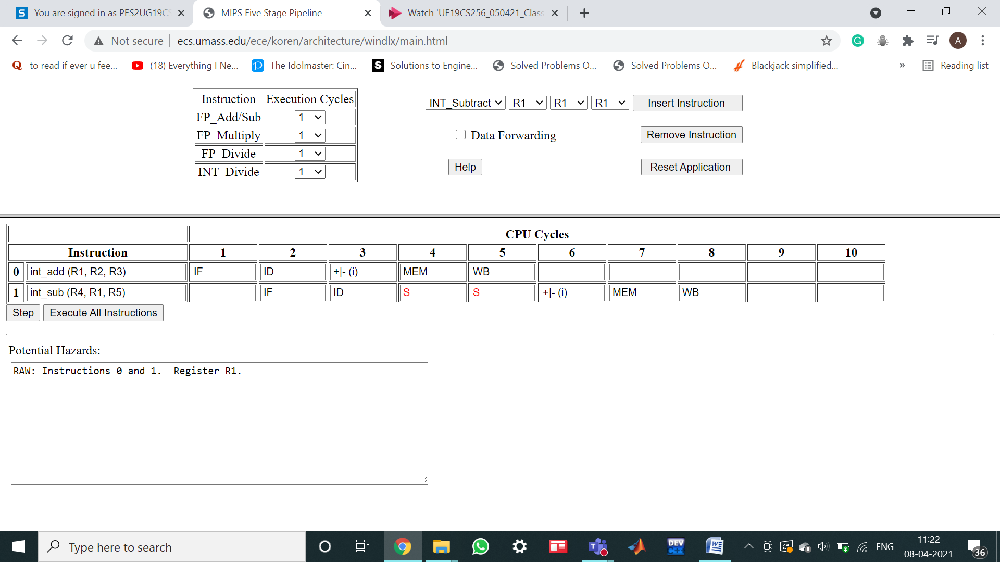 You are signed in as PES2UG19CS
MIPS Five Stage Pipeline
Watch 'UE19CS256_050421_Class
Not secure
ecs.umass.edu/ece/koren/architecture/windlx/main.html
A
Q to read if ever u fee...
(18) Everything I Ne...
The Idolmaster: Cin...
S Solutions to Engine...
Solved Problems O...
Solved Problems O...
Blackjack simplified...
»
Reading list
Instruction Execution Cycles
FP_Add/Sub 1
FP_Multiply 1
FP_Divide 1
INT_Divide 1
INT_Subtract R1 R1 R1 Insert Instruction
Data Forwarding Remove Instruction
Help Reset Application
CPU Cycles
Instruction 1 2 3 4 5 6 7 8 9 10
0 int_add (R1, R2, R3) IF ID +|- (i) MEM WB
1 int_sub (R4, R1, R5) IF ID S S +|- (i) MEM WB
Step Execute All Instructions
Potential Hazards:
RAW: Instructions 0 and 1. Register R1.
Type here to search
DEV
C++
ENG
11:22
08-04-2021
36